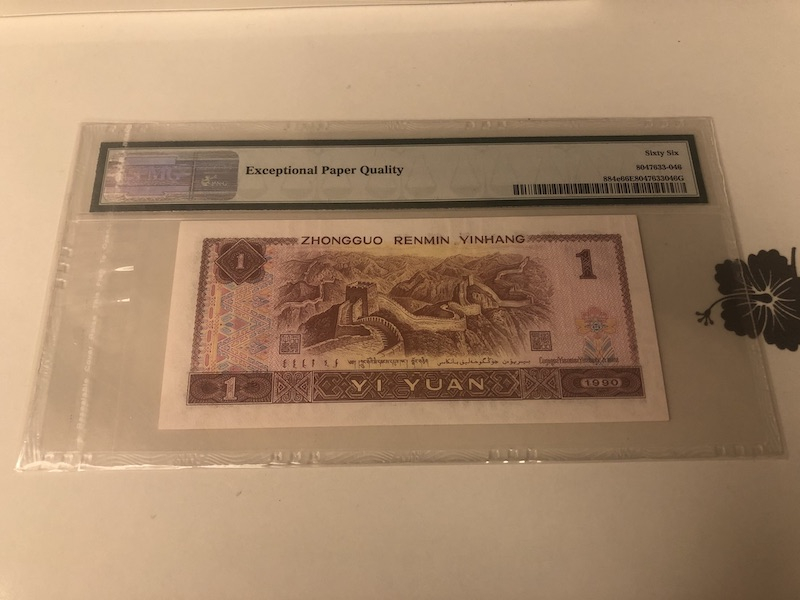 Sixty Six
Exceptional Paper Quality
8047633-046
884e66E8047633046G
ZHONGGUO RENMIN YINHANG
1
1
1
YI YUAN
1990